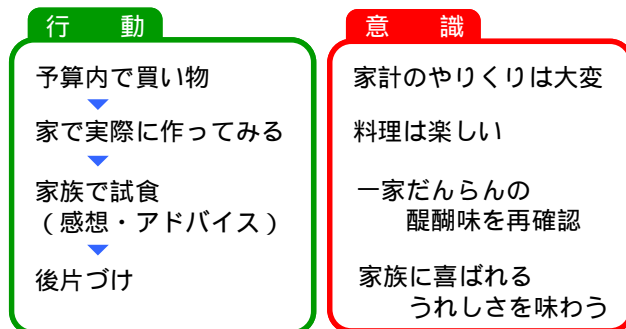 行　動
予算内で買い物
家で実際に作ってみる
家族で試食
（感想・アドバイス）
後片づけ
意　識
家計のやりくりは大変
料理は楽しい
一家だんらんの
醍醐味を再確認
家族に喜ばれる
うれしさを味わう